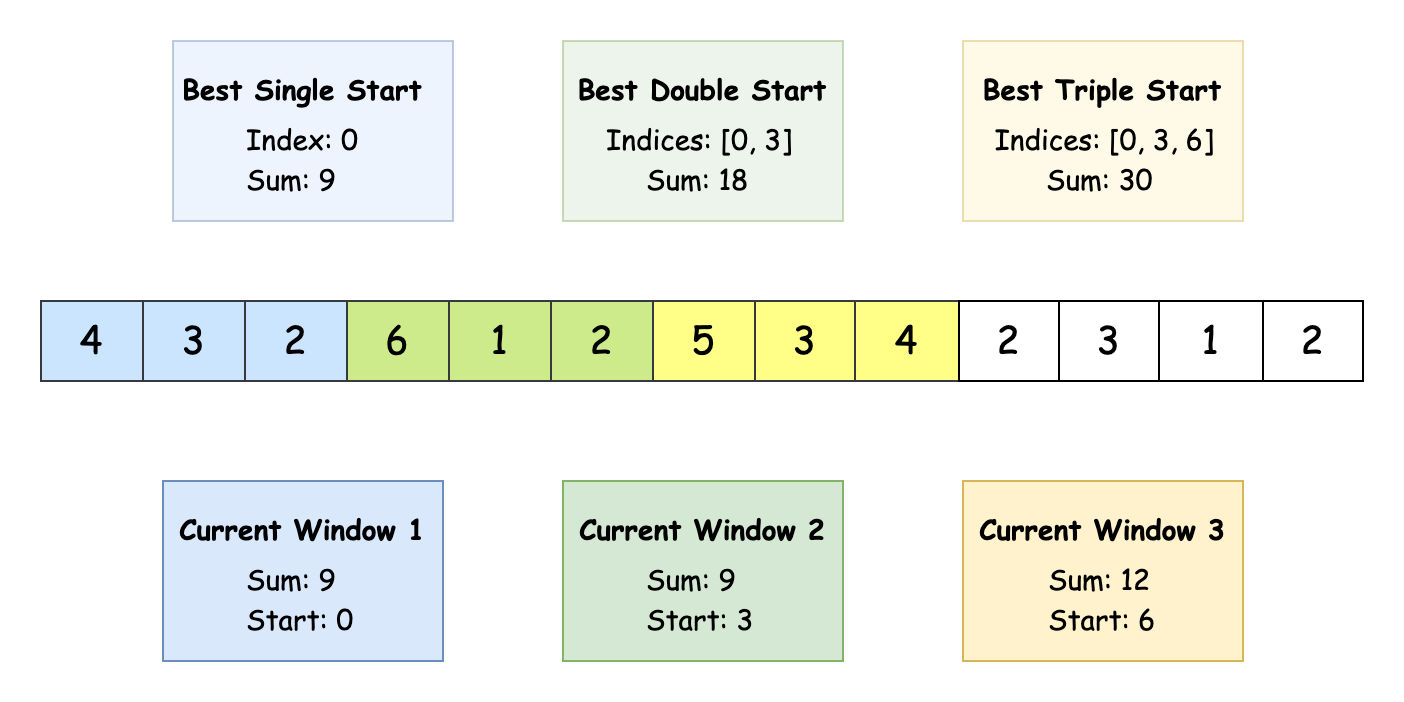 Best Single Start
Index: 0
Sum: 9
Best Double Start
Indices: [0, 3]
Sum: 18
Best Triple Start
Indices: [0, 3, 6]
Sum: 30
4 3 2 6 1 2 5 3 4 2 3 1 2
Current Window 1
Sum: 9
Start: 0
Current Window 2
Sum: 9
Start: 3
Current Window 3
Sum: 12
Start: 6